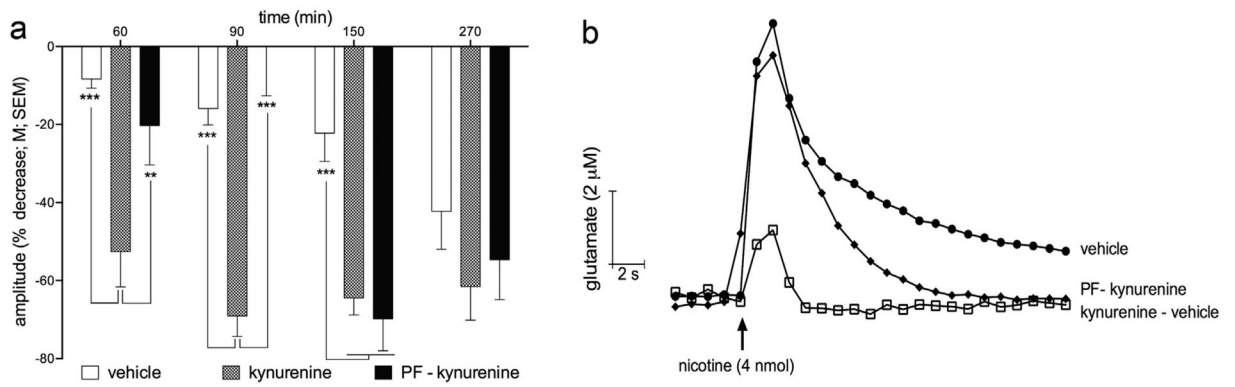 a
time (min)
60 90 150 270
0
-20
-40
-60
-80
amplitude (% decrease; M; SEM)
*** ** *** *** ***
vehicle kynurenine PF - kynurenine
b
glutamate (2 μM)
2 s
vehicle
PF - kynurenine
kynurenine - vehicle
nicotine (4 nmol)